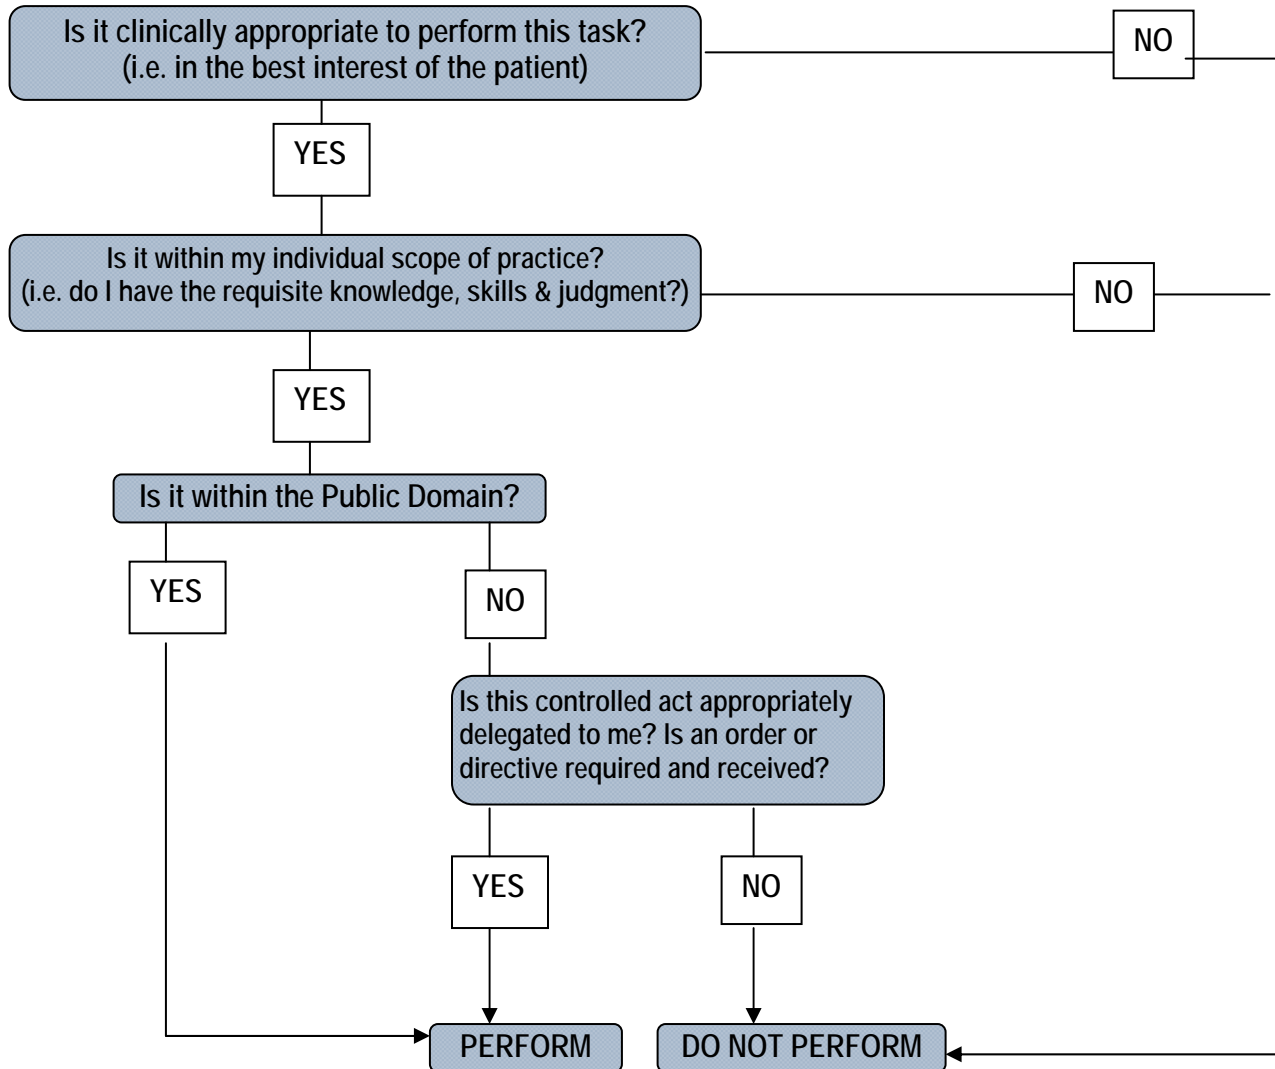 Is it clinically appropriate to perform this task?
(i.e. in the best interest of the patient)
NO
YES
Is it within my individual scope of practice?
(i.e. do I have the requisite knowledge, skills & judgment?)
NO
YES
Is it within the Public Domain?
YES
NO
Is this controlled act appropriately
delegated to me? Is an order or
directive required and received?
YES
NO
PERFORM
DO NOT PERFORM